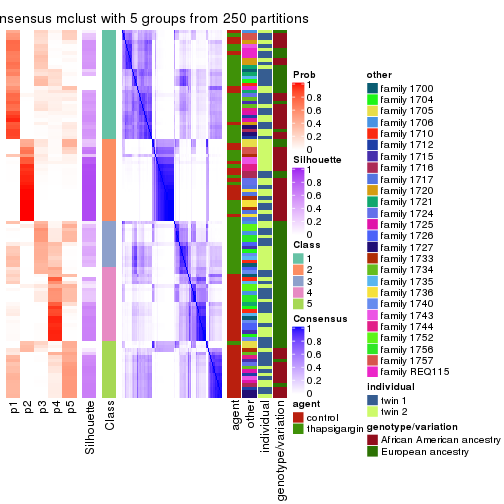 nsensus mclust with 5 groups from 250 partitions
Prob
1
0.8
0.6
0.4
0.2
0
Silhouette
1
0.8
0.6
0.4
0.2
0
Class
1
2
3
4
5
Consensus
1
0.8
0.6
0.4
0.2
0
agent
control
thapsigargin
other
family 1700
family 1704
family 1705
family 1706
family 1710
family 1712
family 1715
family 1716
family 1717
family 1720
family 1721
family 1724
family 1725
family 1726
family 1727
family 1733
family 1734
family 1735
family 1736
family 1740
family 1743
family 1744
family 1752
family 1756
family 1757
family REQ115
individual
twin 1
twin 2
genotype/variation
African American ancestry
European ancestry
p1
p2
p3
p4
p5
Silhouette
Class
agent
other
individual
genotype/variation